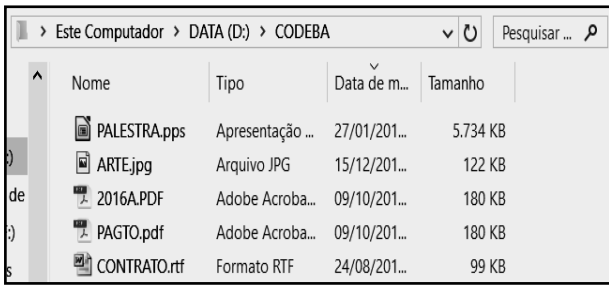 Este Computador > DATA (D:) > CODEBA Pesquisar ...
Nome Tipo Data de m... Tamanho
PALESTRA.pps Apresentação ... 27/01/201... 5.734 KB
:) ARTE.jpg Arquivo JPG 15/12/201... 122 KB
de 2016A.PDF Adobe Acroba... 09/10/201... 180 KB
:) PAGTO.pdf Adobe Acroba... 09/10/201... 180 KB
s CONTRATO.rtf Formato RTF 24/08/201... 99 KB